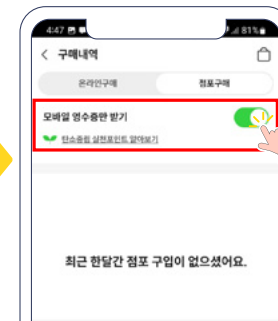 4:47
81%
구매내역
온라인구매
점포구매
모바일 영수증만 받기
탄소중립 실천포인트 알아보기
최근 한달간 점포 구입이 없으셨어요.